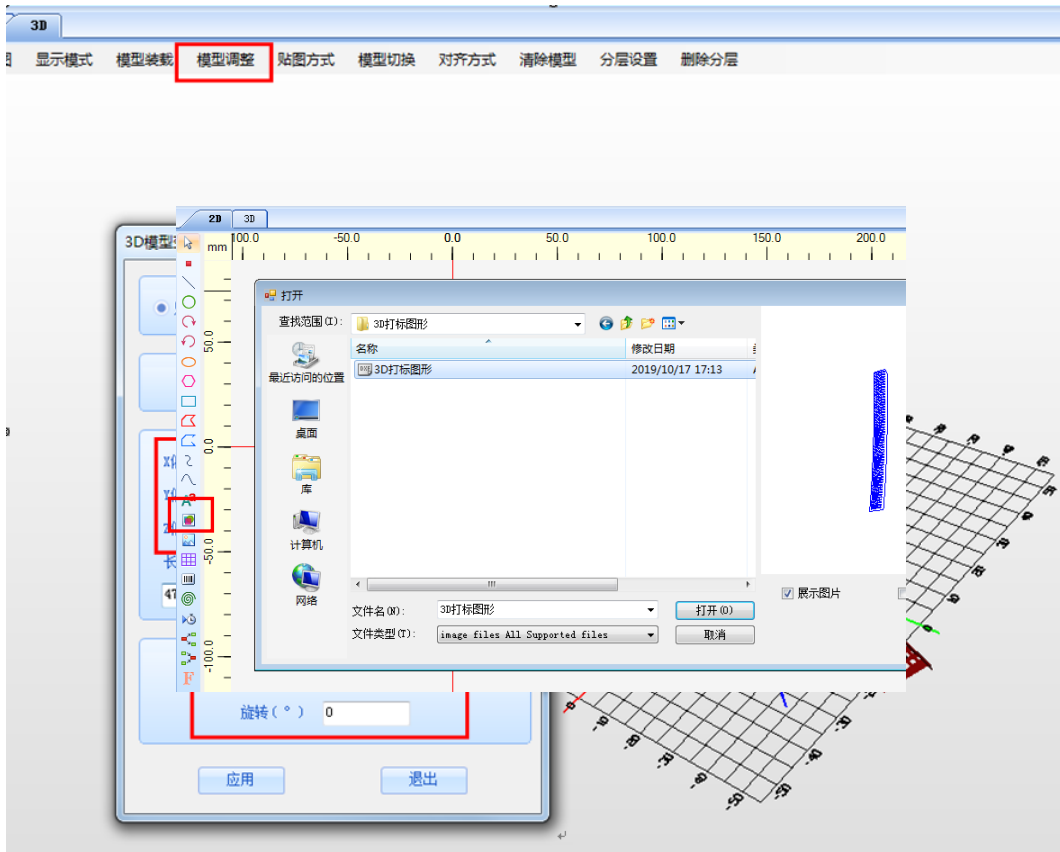 3D
显示模式 模型装载 模型调整 贴图方式 模型切换 对齐方式 清除模型 分层设置 删除分层
2D 3D
3D模型
mm 100.0 -50.0 0.0 50.0 100.0 150.0 200.0
打开
查找范围(I): 3D打标图形
名称 修改日期
3D打标图形 2019/10/17 17:13
最近访问的位置
桌面
库
计算机
网络
50.0
0.0
-50.0
-100.0
长
47
展示图片
文件名(N): 3D打标图形 打开(O)
文件类型(T): image files All Supported files 取消
旋转(°) 0
应用 退出